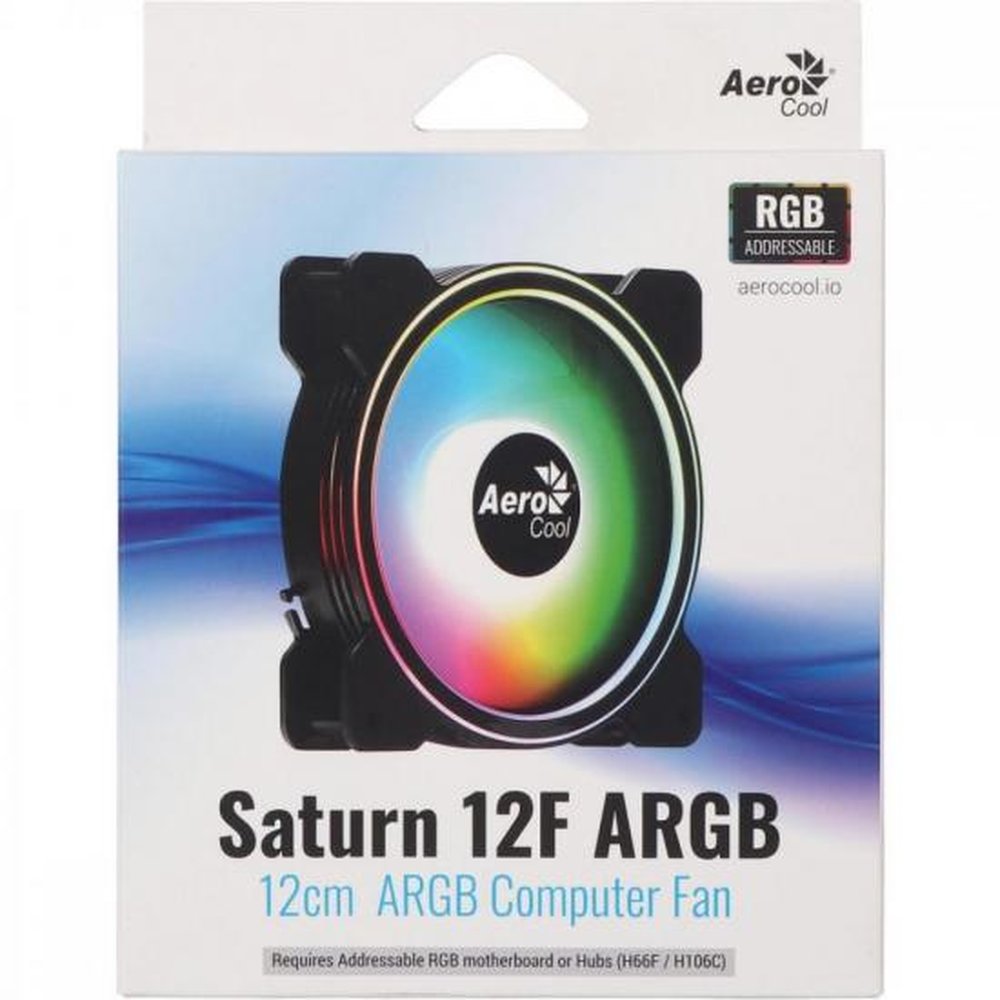 Aero
Cool
RGB
ADDRESSABLE
aerocool.io
Aero
Cool
Saturn 12F ARGB
12cm ARGB Computer Fan
Requires Addressable RGB motherboard or Hubs (H66F / H106C)